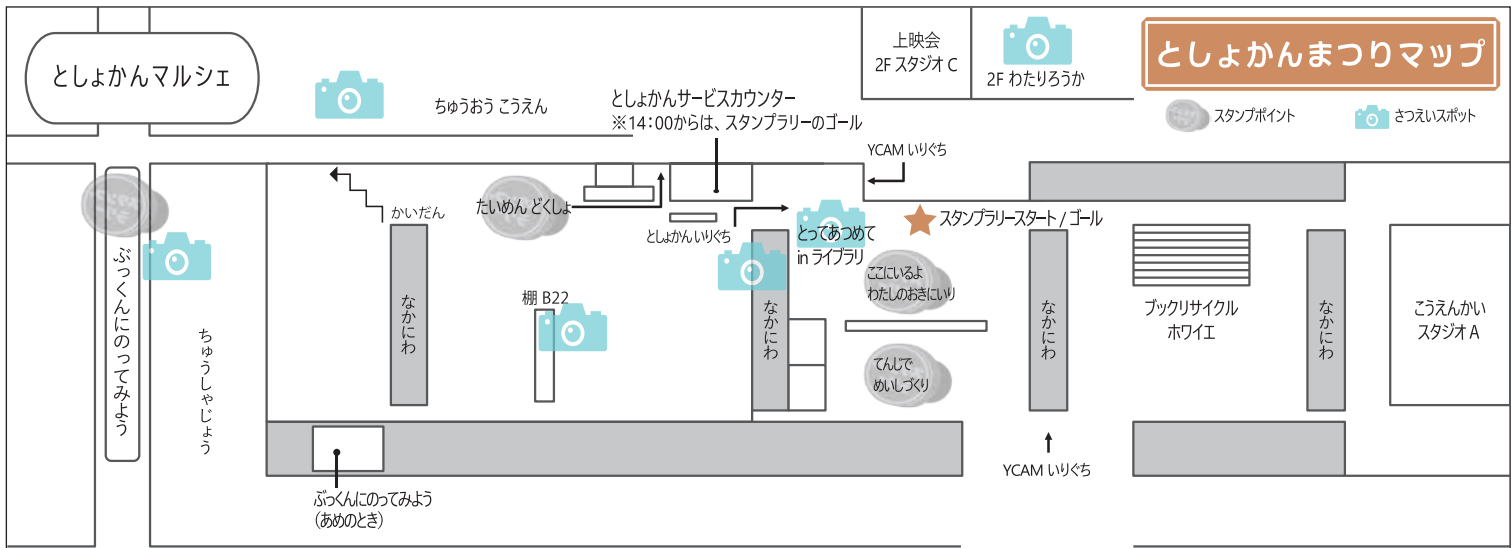 としょかんまつりマップ
スタンプポイント
さつえいスポット
としょかんマルシェ
ちゅうおう こうえん
上映会
2F スタジオ C
2F わたりろうか
としょかんサービスカウンター
※14:00からは、スタンプラリーのゴール
YCAM いりぐち
かいだん
たいめん どくしょ
としょかん いりぐち
とってあつめて
in ライブラリ
スタンプラリースタート / ゴール
ぶっくんにのってみよう
ちゅうしゃじょう
なかにわ
棚 B22
なかにわ
ここにいるよ
わたしのおきにいり
てんじで
めいしづくり
なかにわ
ブックリサイクル
ホワイエ
なかにわ
こうえんかい
スタジオ A
YCAM いりぐち
ぶっくんにのってみよう
(あめのとき)